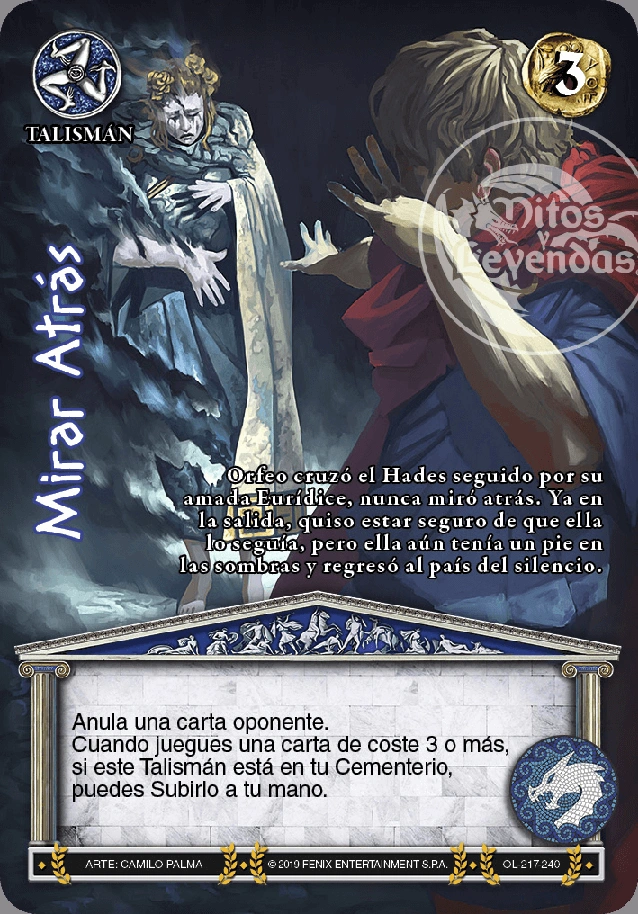 3
TALISMÁN
Mitos
y
Leyendas
Mirar Atrás
Orfeo cruzó el Hades seguido por su
amada Eurídice, nunca miró atrás. Ya en
la salida, quiso estar seguro de que ella
lo seguía, pero ella aún tenía un pie en
las sombras y regresó al país del silencio.
Anula una carta oponente.
Cuando juegues una carta de coste 3 o más,
si este Talismán está en tu Cementerio,
puedes Subirlo a tu mano.
ARTE: CAMILO PALMA
© 2019 FENIX ENTERTAINMENT S.P.A.
OL 217 240